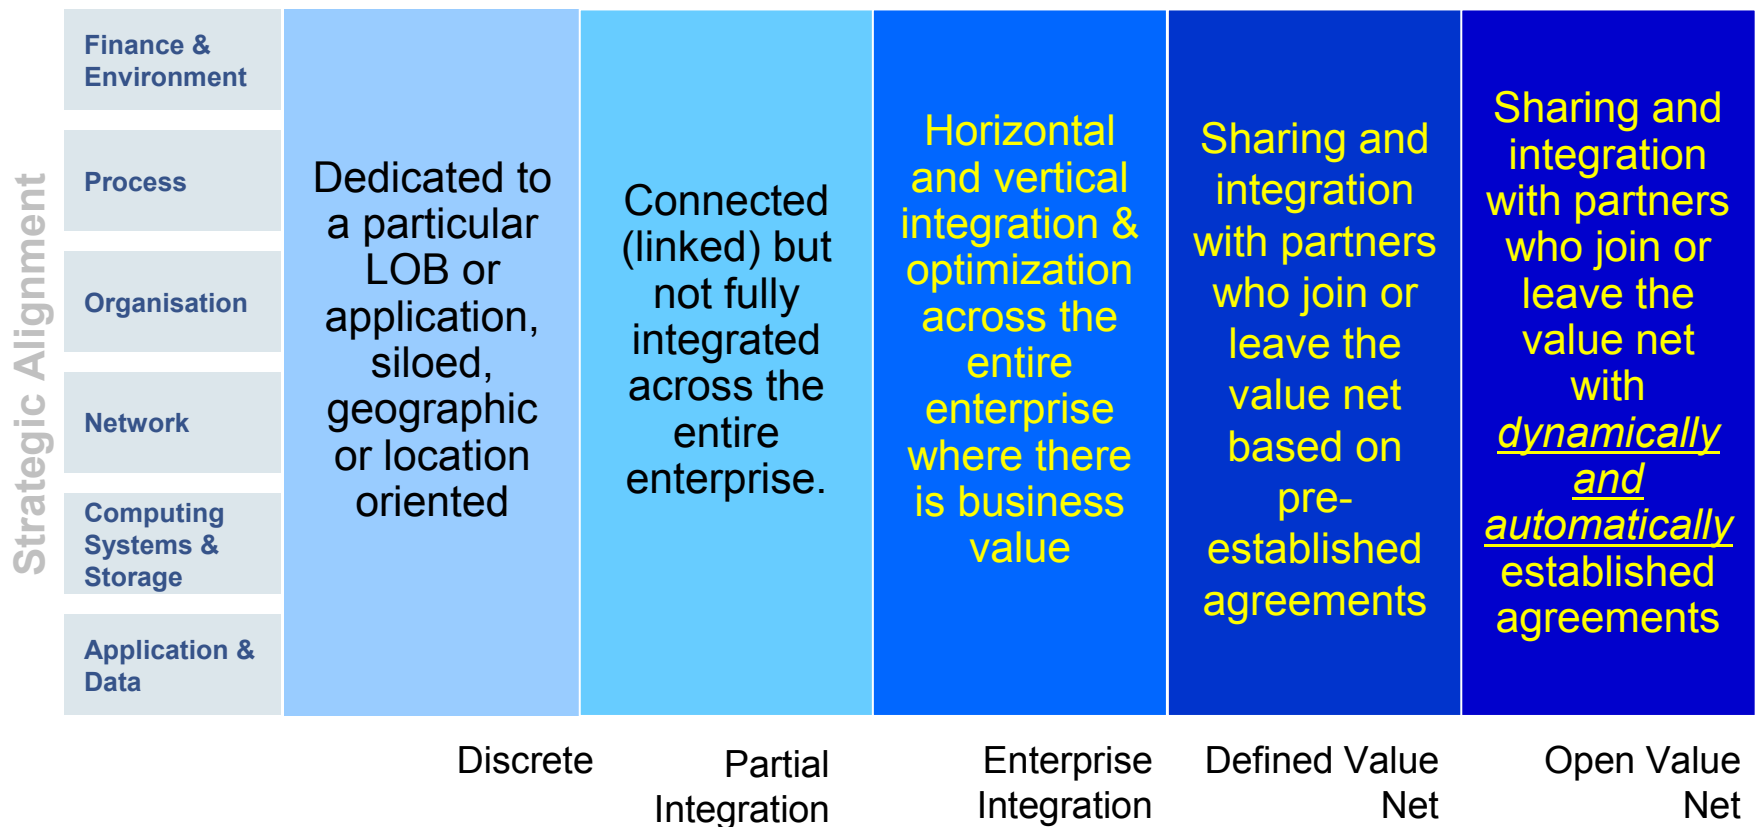 Strategic Alignment
Finance &
Environment
Process
Organisation
Network
Computing
Systems &
Storage
Application &
Data
Dedicated to
a particular
LOB or
application,
siloed,
geographic
or location
oriented
Connected
(linked) but
not fully
integrated
across the
entire
enterprise.
Horizontal
and vertical
integration &
optimization
across the
entire
enterprise
where there
is business
value
Sharing and
integration
with partners
who join or
leave the
value net
based on
pre-
established
agreements
Sharing and
integration
with partners
who join or
leave the
value net
with
dynamically
and
automatically
established
agreements
Discrete
Partial
Integration
Enterprise
Integration
Defined Value
Net
Open Value
Net